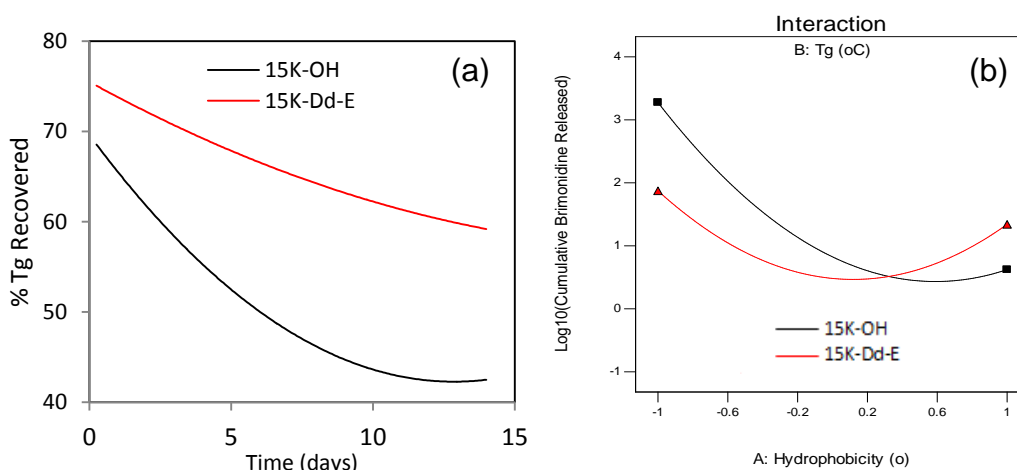 80
70
60
50
40
% Tg Recovered
15K-OH
15K-Dd-E
(a)
0
5
10
15
Time (days)
Interaction
B: Tg (oC)
(b)
4
3
2
1
0
-1
Log10(Cumulative Brimonidine Released)
15K-OH
15K-Dd-E
-1
-0.6
-0.2
0.2
0.6
1
A: Hydrophobicity (o)